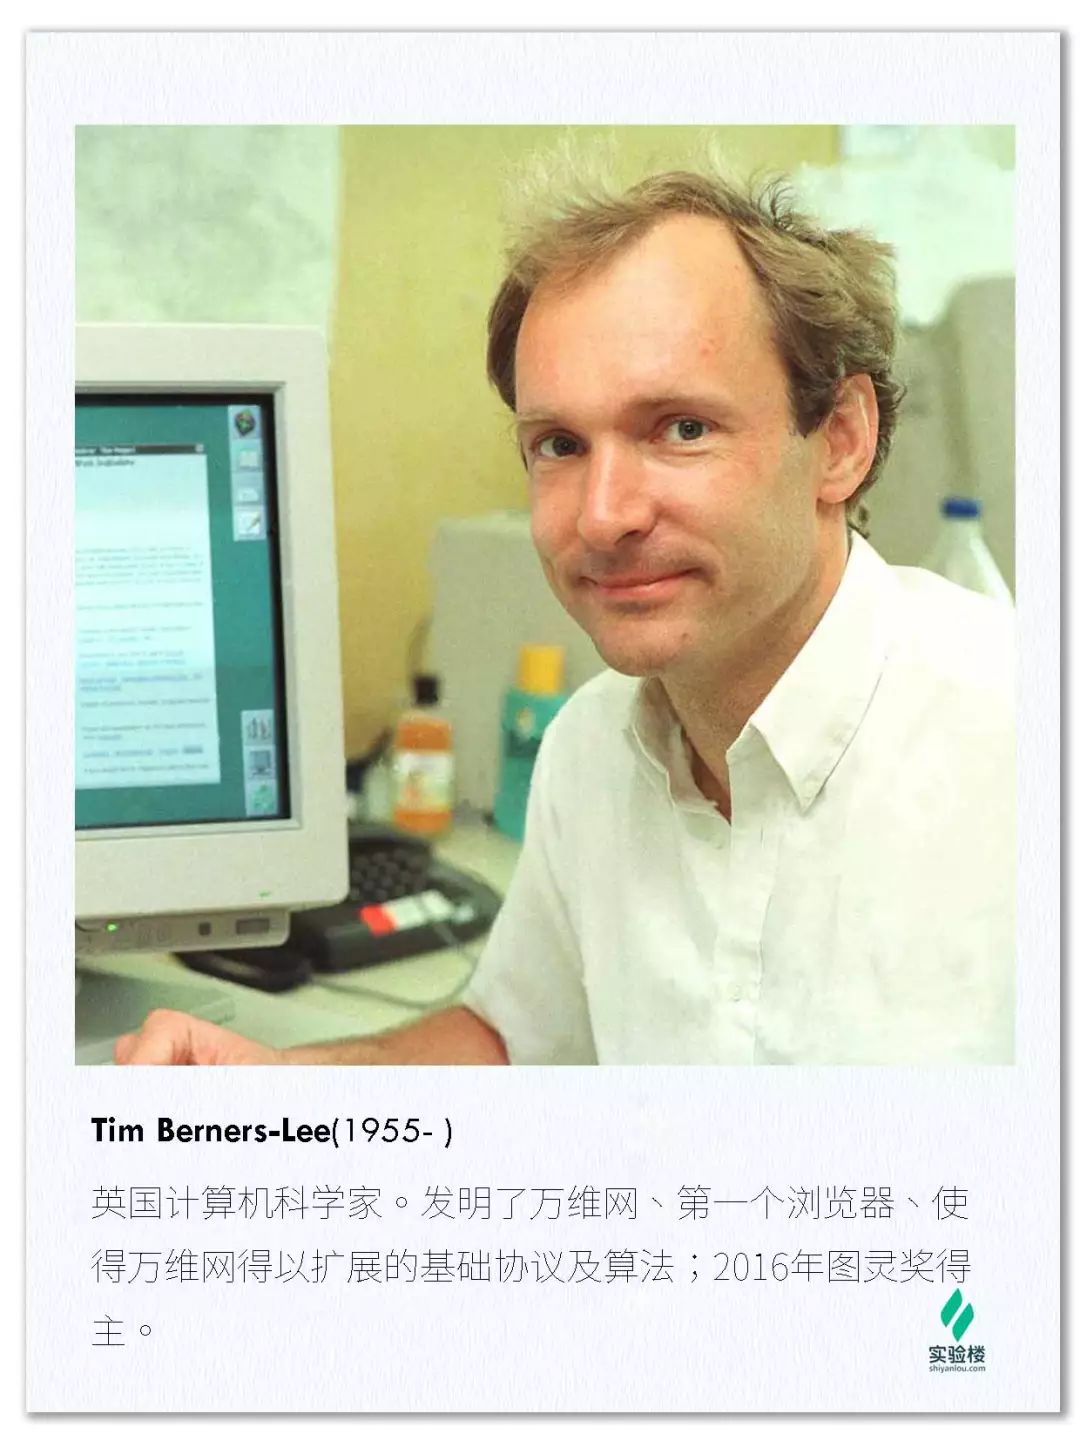 Tim Berners-Lee(1955- )
英国计算机科学家。发明了万维网、第一个浏览器、使
得万维网得以扩展的基础协议及算法；2016年图灵奖得
主。
实验楼
shiyanlou.com